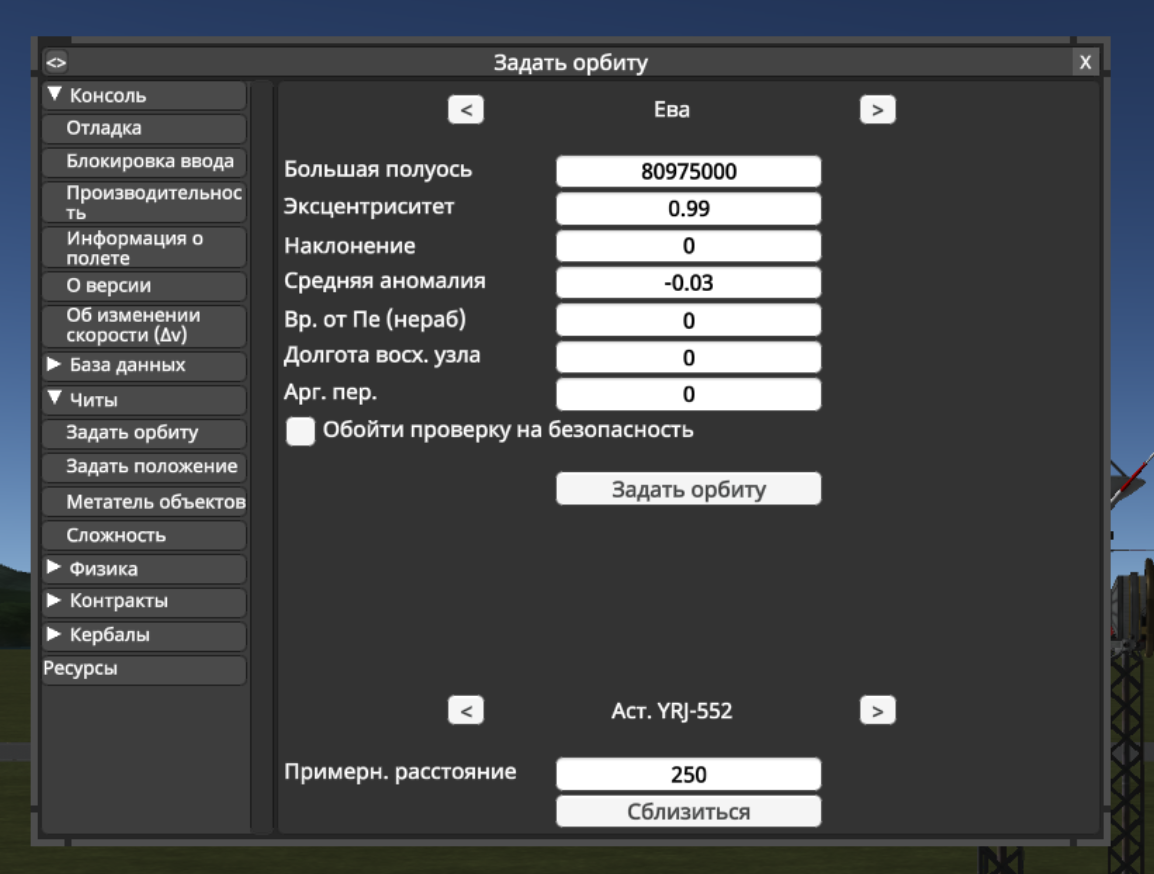 <> Задать орбиту X
▼ Консоль
Отладка
Блокировка ввода
Производительнос
ть
Информация о
полете
О версии
Об изменении
скорости (Δv)
▶ База данных
▼ Читы
Задать орбиту
Задать положение
Метатель объектов
Сложность
▶ Физика
▶ Контракты
▶ Кербалы
Ресурсы
< Ева >
Большая полуось 80975000
Эксцентриситет 0.99
Наклонение 0
Средняя аномалия -0.03
Вр. от Пе (нераб) 0
Долгота восх. узла 0
Арг. пер. 0
Обойти проверку на безопасность
Задать орбиту
< Аст. YRJ-552 >
Примерн. расстояние 250
Сблизиться